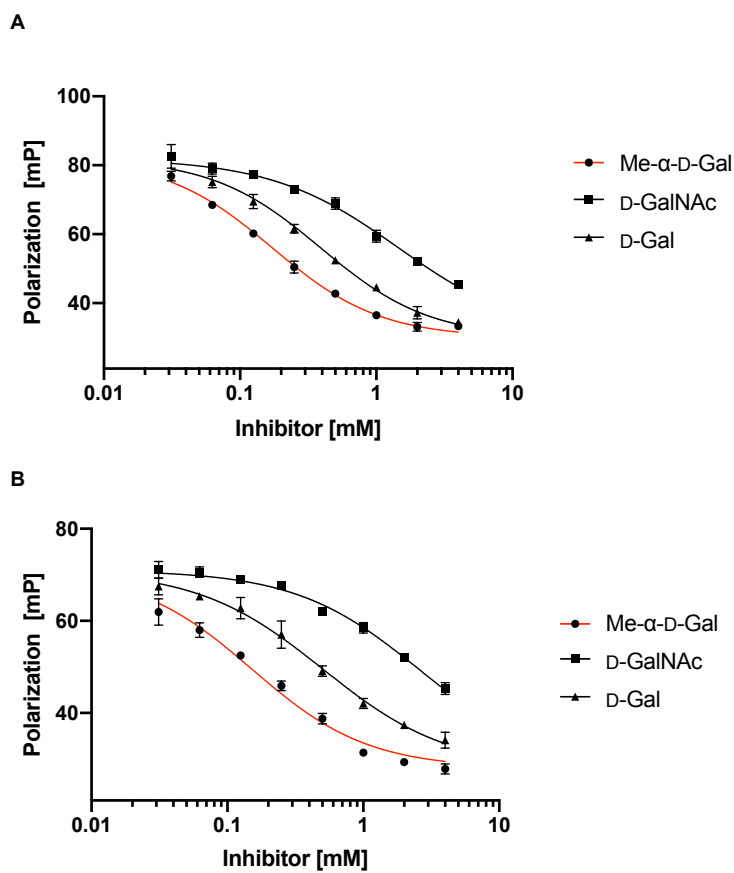 A
100
80
60
40
Polarization [mP]
0.01 0.1 1 10
Inhibitor [mM]
Me-α-D-Gal
D-GalNAc
D-Gal
B
80
60
40
Polarization [mP]
0.01 0.1 1 10
Inhibitor [mM]
Me-α-D-Gal
D-GalNAc
D-Gal